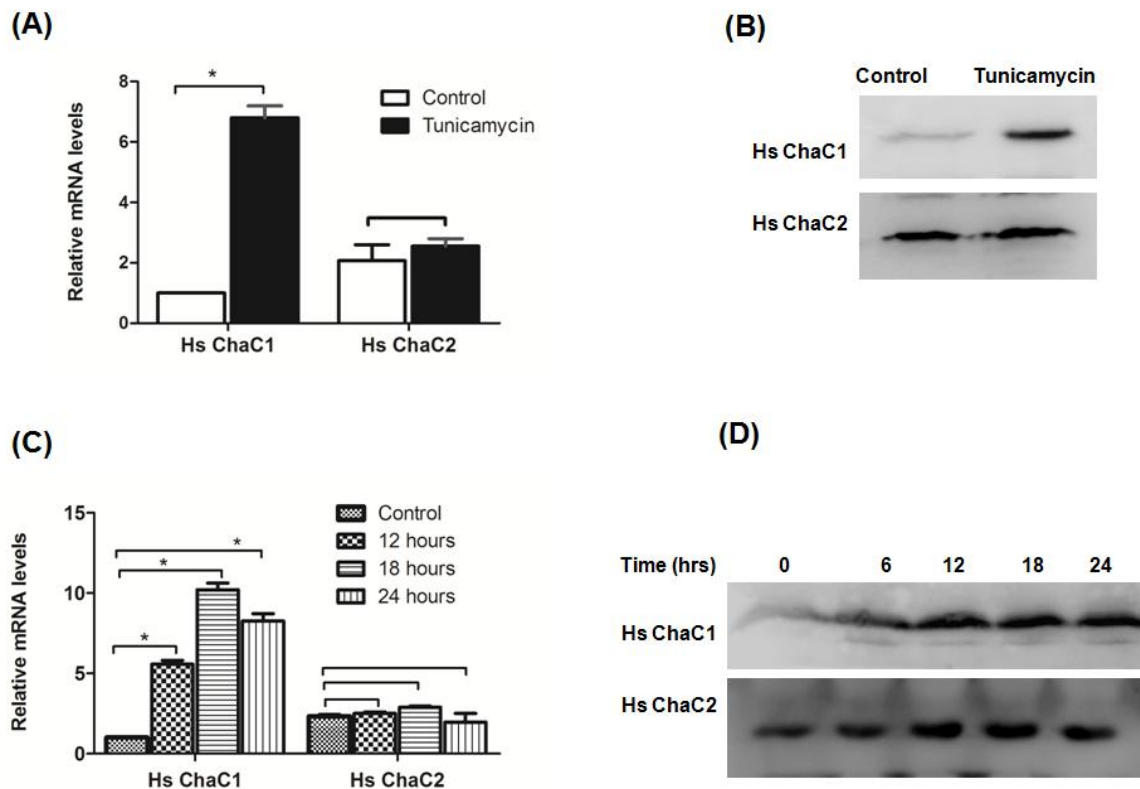 (A)
*
8
6
4
2
0
Relative mRNA levels
Control
Tunicamycin
Hs ChaC1 Hs ChaC2
(B)
Control Tunicamycin
Hs ChaC1
Hs ChaC2
(C)
15
10
5
0
Relative mRNA levels
Control
12 hours
18 hours
24 hours
*
*
*
Hs ChaC1 Hs ChaC2
(D)
Time (hrs) 0 6 12 18 24
Hs ChaC1
Hs ChaC2